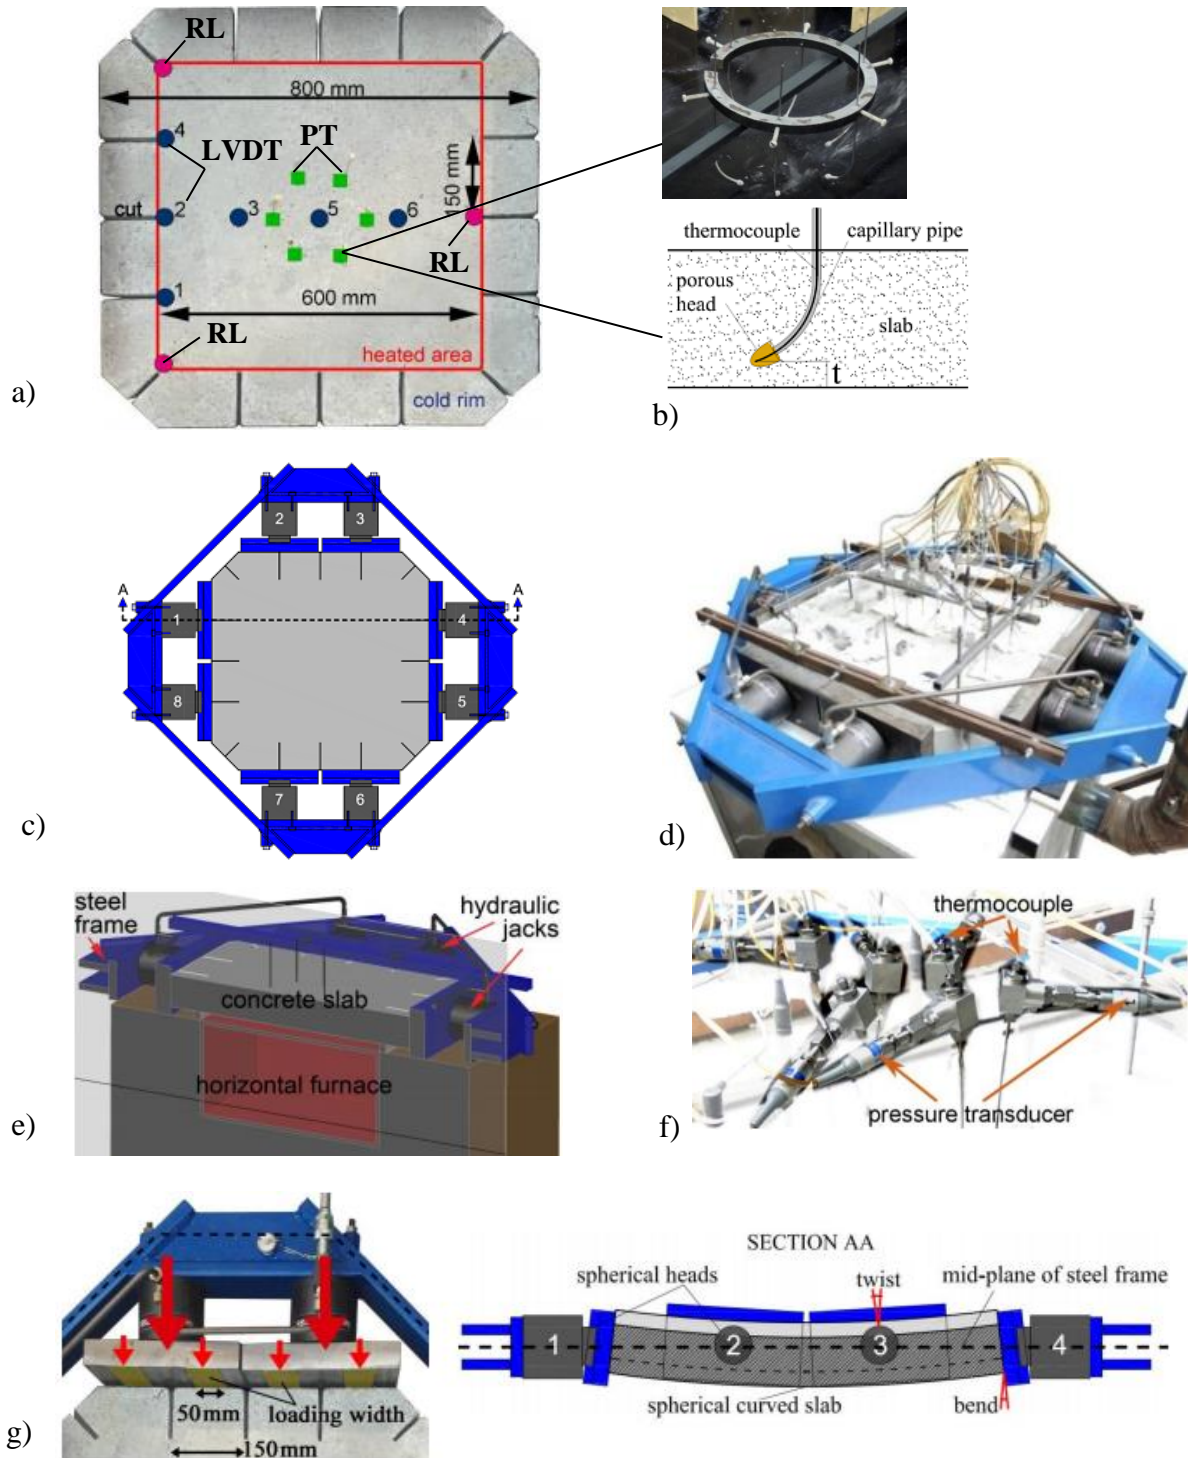 RL
800 mm
4
PT
LVDT
150 mm
cut
2
3
5
6
RL
1
600 mm
RL
heated area
cold rim
a)
thermocouple
capillary pipe
porous
head
slab
t
b)
2
3
A
A
1
4
8
5
7
6
c)
d)
steel
frame
hydraulic
jacks
concrete slab
horizontal furnace
e)
thermocouple
pressure transducer
f)
50mm
loading width
150mm
g)
SECTION AA
spherical heads
twist
mid-plane of steel frame
1
2
3
4
spherical curved slab
bend